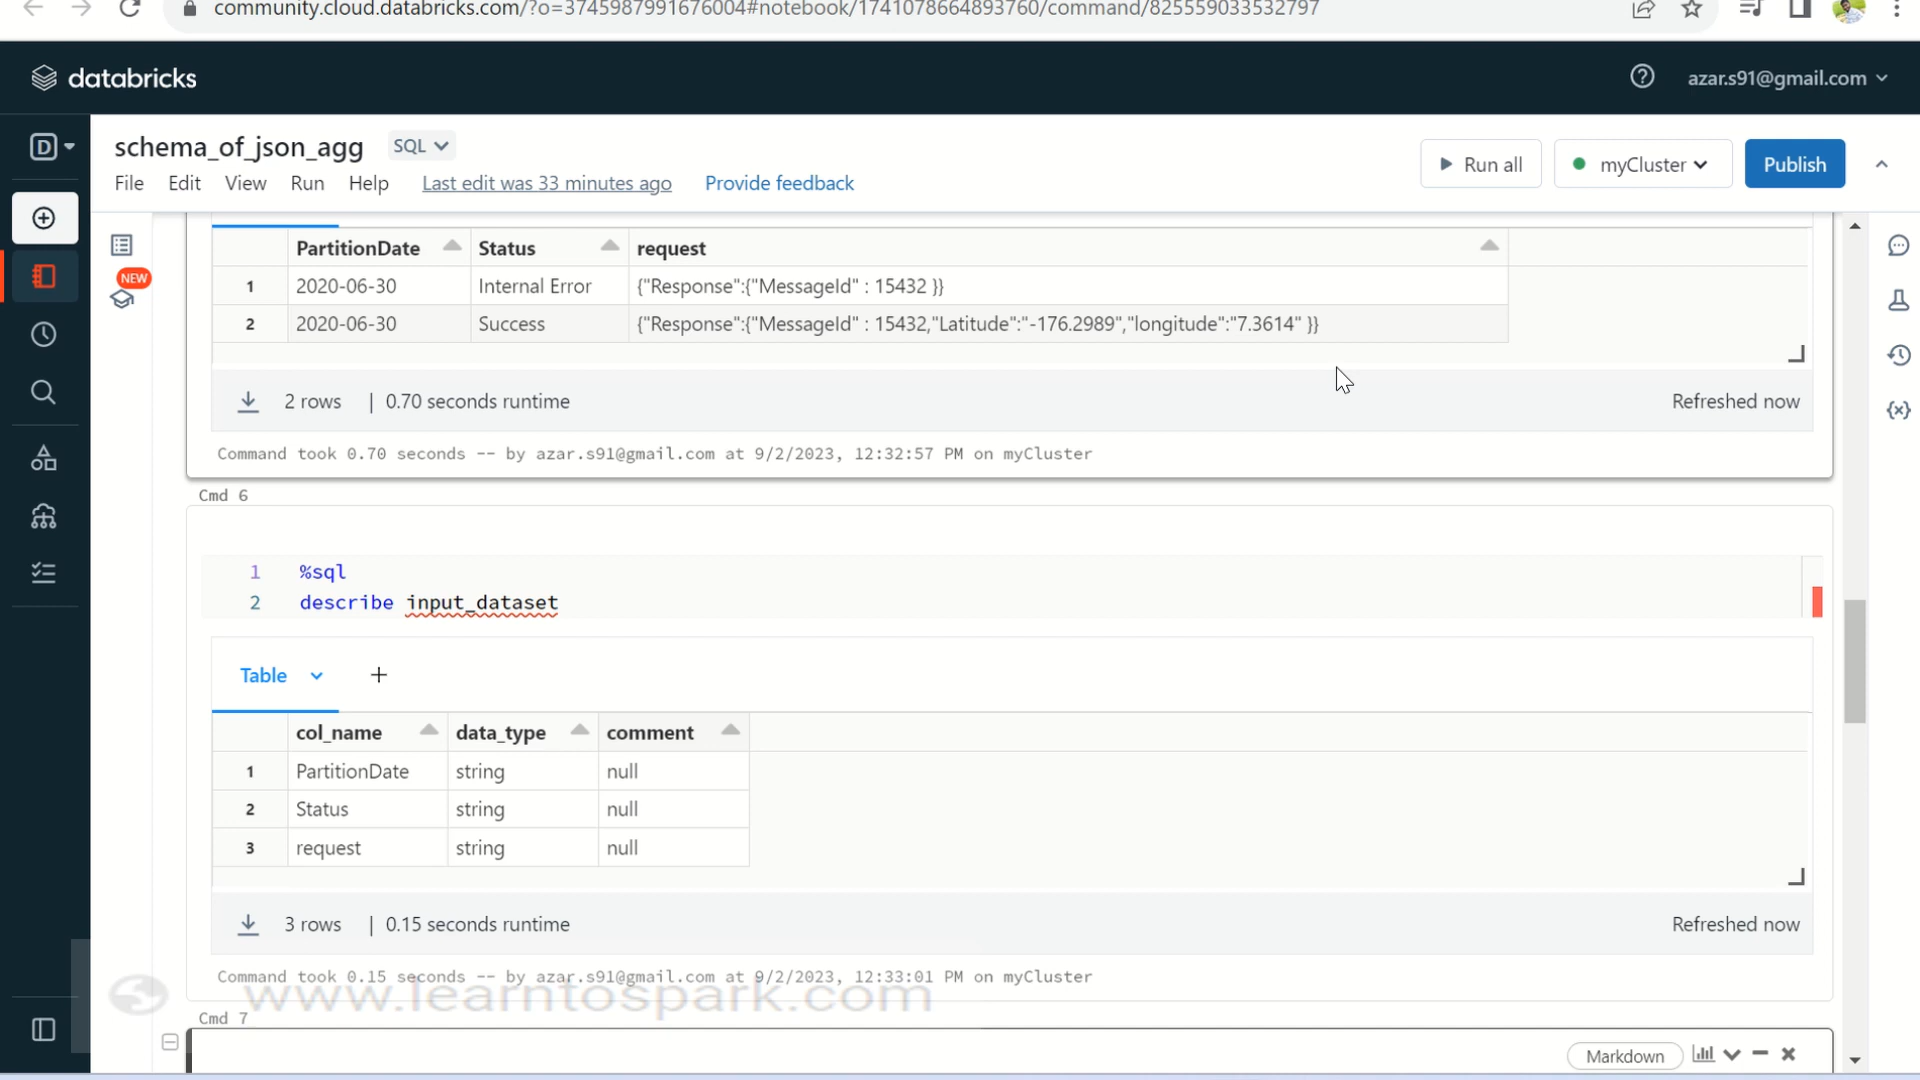 community.cloud.databricks.com/?o=3745987991676004#notebook/1741078664893760/command/825559033532797
databricks
azar.s91@gmail.com
D
schema_of_json_agg SQL
Run all
myCluster
Publish
File Edit View Run Help Last edit was 33 minutes ago Provide feedback
NEW
PartitionDate Status request
1 2020-06-30 Internal Error {"Response":{"MessageId" : 15432 }}
2 2020-06-30 Success {"Response":{"MessageId" : 15432,"Latitude":"-176.2989","longitude":"7.3614" }}
2 rows | 0.70 seconds runtime Refreshed now
Command took 0.70 seconds -- by azar.s91@gmail.com at 9/2/2023, 12:32:57 PM on myCluster
Cmd 6
1 %sql
2 describe input_dataset
Table +
col_name data_type comment
1 PartitionDate string null
2 Status string null
3 request string null
3 rows | 0.15 seconds runtime Refreshed now
Command took 0.15 seconds -- by azar.s91@gmail.com at 9/2/2023, 12:33:01 PM on myCluster
www.learntospark.com
Cmd 7
Markdown